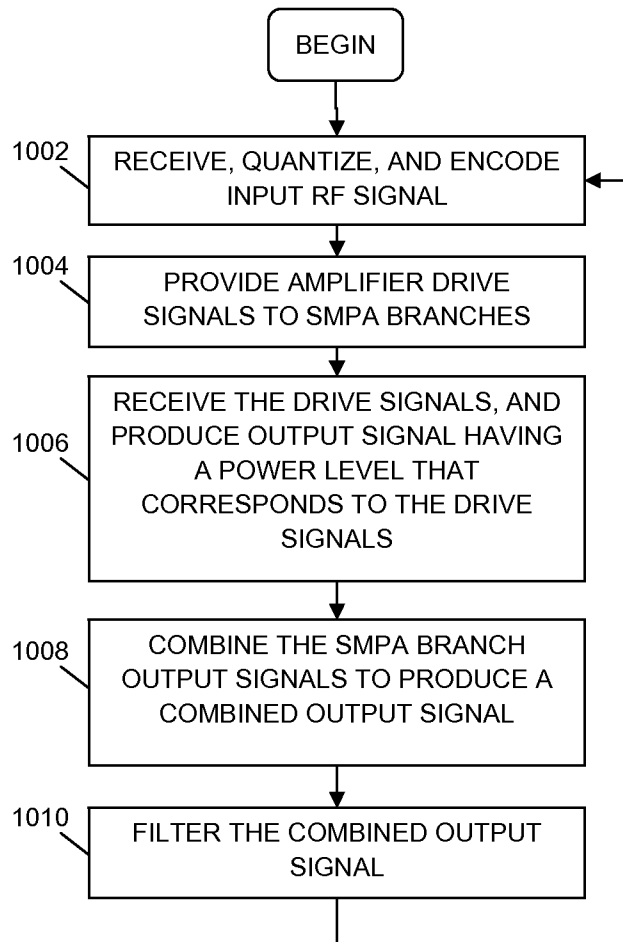 BEGIN
1002
RECEIVE, QUANTIZE, AND ENCODE
INPUT RF SIGNAL
1004
PROVIDE AMPLIFIER DRIVE
SIGNALS TO SMPA BRANCHES
1006
RECEIVE THE DRIVE SIGNALS, AND
PRODUCE OUTPUT SIGNAL HAVING
A POWER LEVEL THAT
CORRESPONDS TO THE DRIVE
SIGNALS
1008
COMBINE THE SMPA BRANCH
OUTPUT SIGNALS TO PRODUCE A
COMBINED OUTPUT SIGNAL
1010
FILTER THE COMBINED OUTPUT
SIGNAL